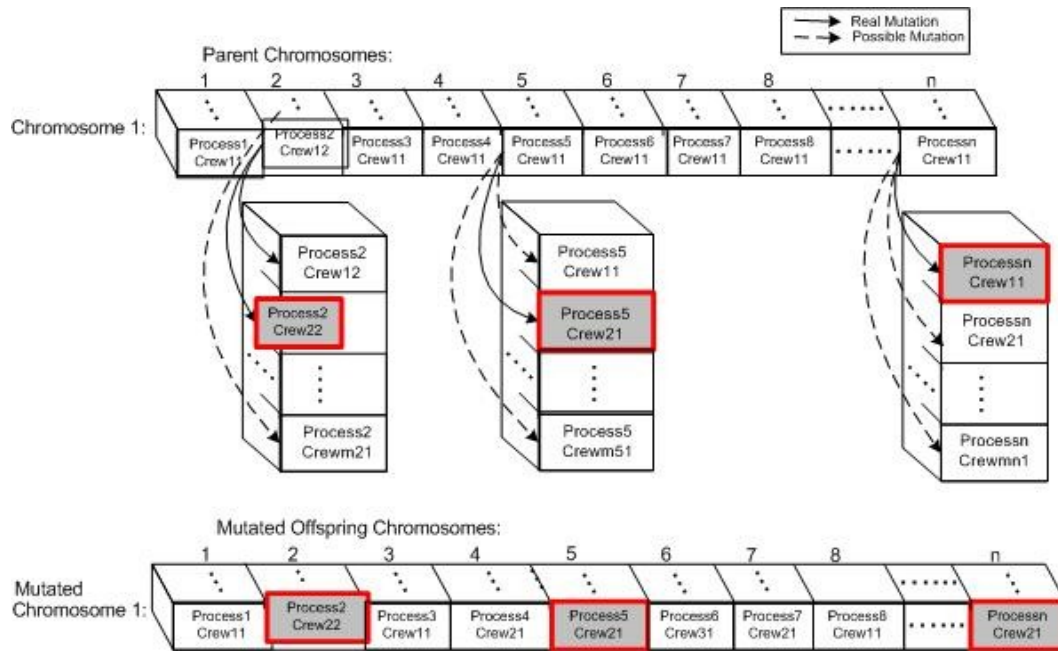 Real Mutation
Possible Mutation
Parent Chromosomes:
1 2 3 4 5 6 7 8 n
Chromosome 1:
Process1 Process2 Process3 Process4 Process5 Process6 Process7 Process8 Processn
Crew11 Crew12 Crew11 Crew11 Crew11 Crew11 Crew11 Crew11 Crew11
Process2
Crew12
Process2
Crew22
Process2
Crewm21
Process5
Crew11
Process5
Crew21
Process5
Crewm51
Processn
Crew11
Processn
Crew21
Processn
Crewmn1
Mutated Offspring Chromosomes:
1 2 3 4 5 6 7 8 n
Mutated
Chromosome 1:
Process1 Process2 Process3 Process4 Process5 Process6 Process7 Process8 Processn
Crew11 Crew22 Crew11 Crew21 Crew21 Crew31 Crew21 Crew11 Crew21